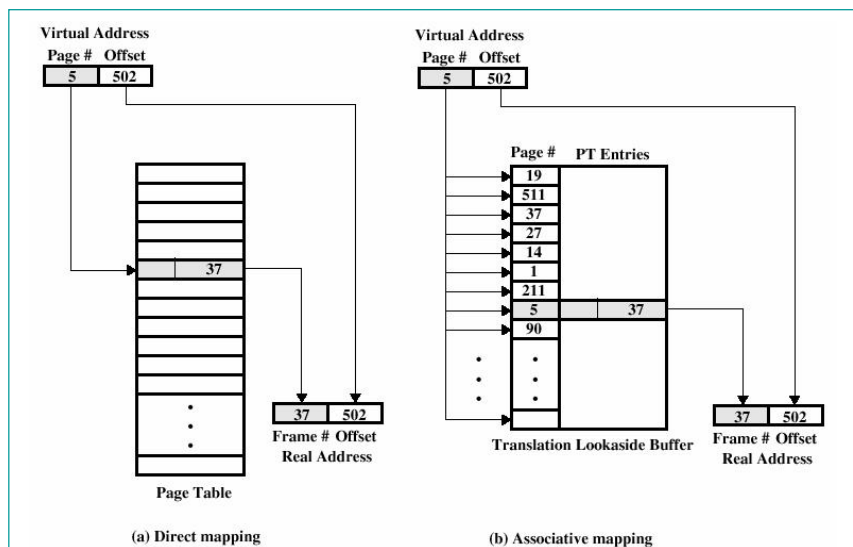 Virtual Address
Page # Offset
5 502
37
37 502
Frame # Offset
Real Address
Page Table
(a) Direct mapping
Virtual Address
Page # Offset
5 502
Page # PT Entries
19
511
37
27
14
1
211
5 37
90
37 502
Frame # Offset
Real Address
Translation Lookaside Buffer
(b) Associative mapping